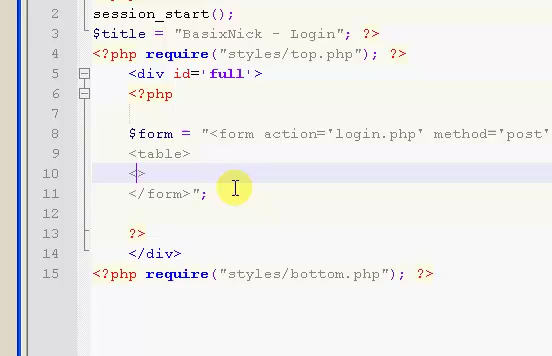 2 session_start();
3 $title = "BasixNick - Login"; ?>
4 <?php require("styles/top.php"); ?>
5 <div id='full'>
6 <?php
7
8 $form = "<form action='login.php' method='post'
9 <table>
10 <>
11 </form>";
12
13 ?>
14 </div>
15 <?php require("styles/bottom.php"); ?>